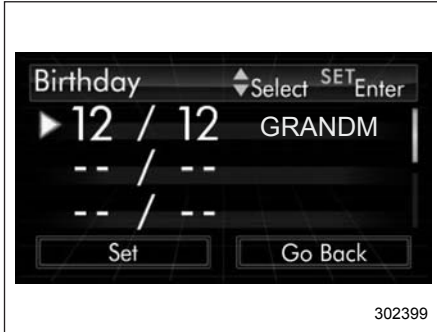 Birthday Select SET Enter
12 / 12 GRANDM
-- / --
-- / --
Set Go Back
302399